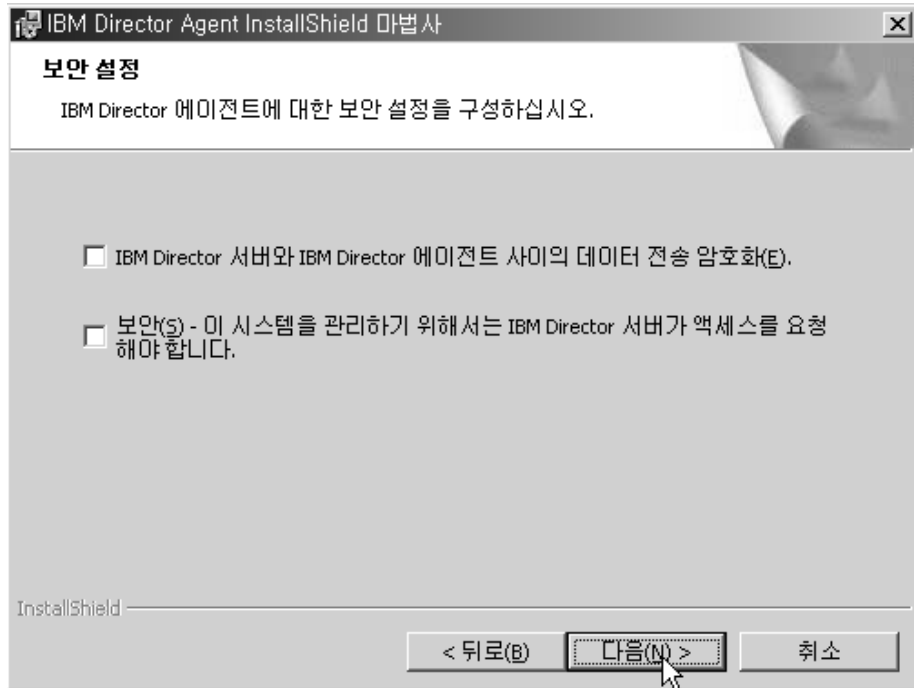 IBM Director Agent InstallShield 마법사
보안 설정
IBM Director 에이전트에 대한 보안 설정을 구성하십시오.
IBM Director 서버와 IBM Director 에이전트 사이의 데이터 전송 암호화(E).
보안(S) - 이 시스템을 관리하기 위해서는 IBM Director 서버가 액세스를 요청
해야 합니다.
InstallShield
< 뒤로(B) 다음(N) > 취소